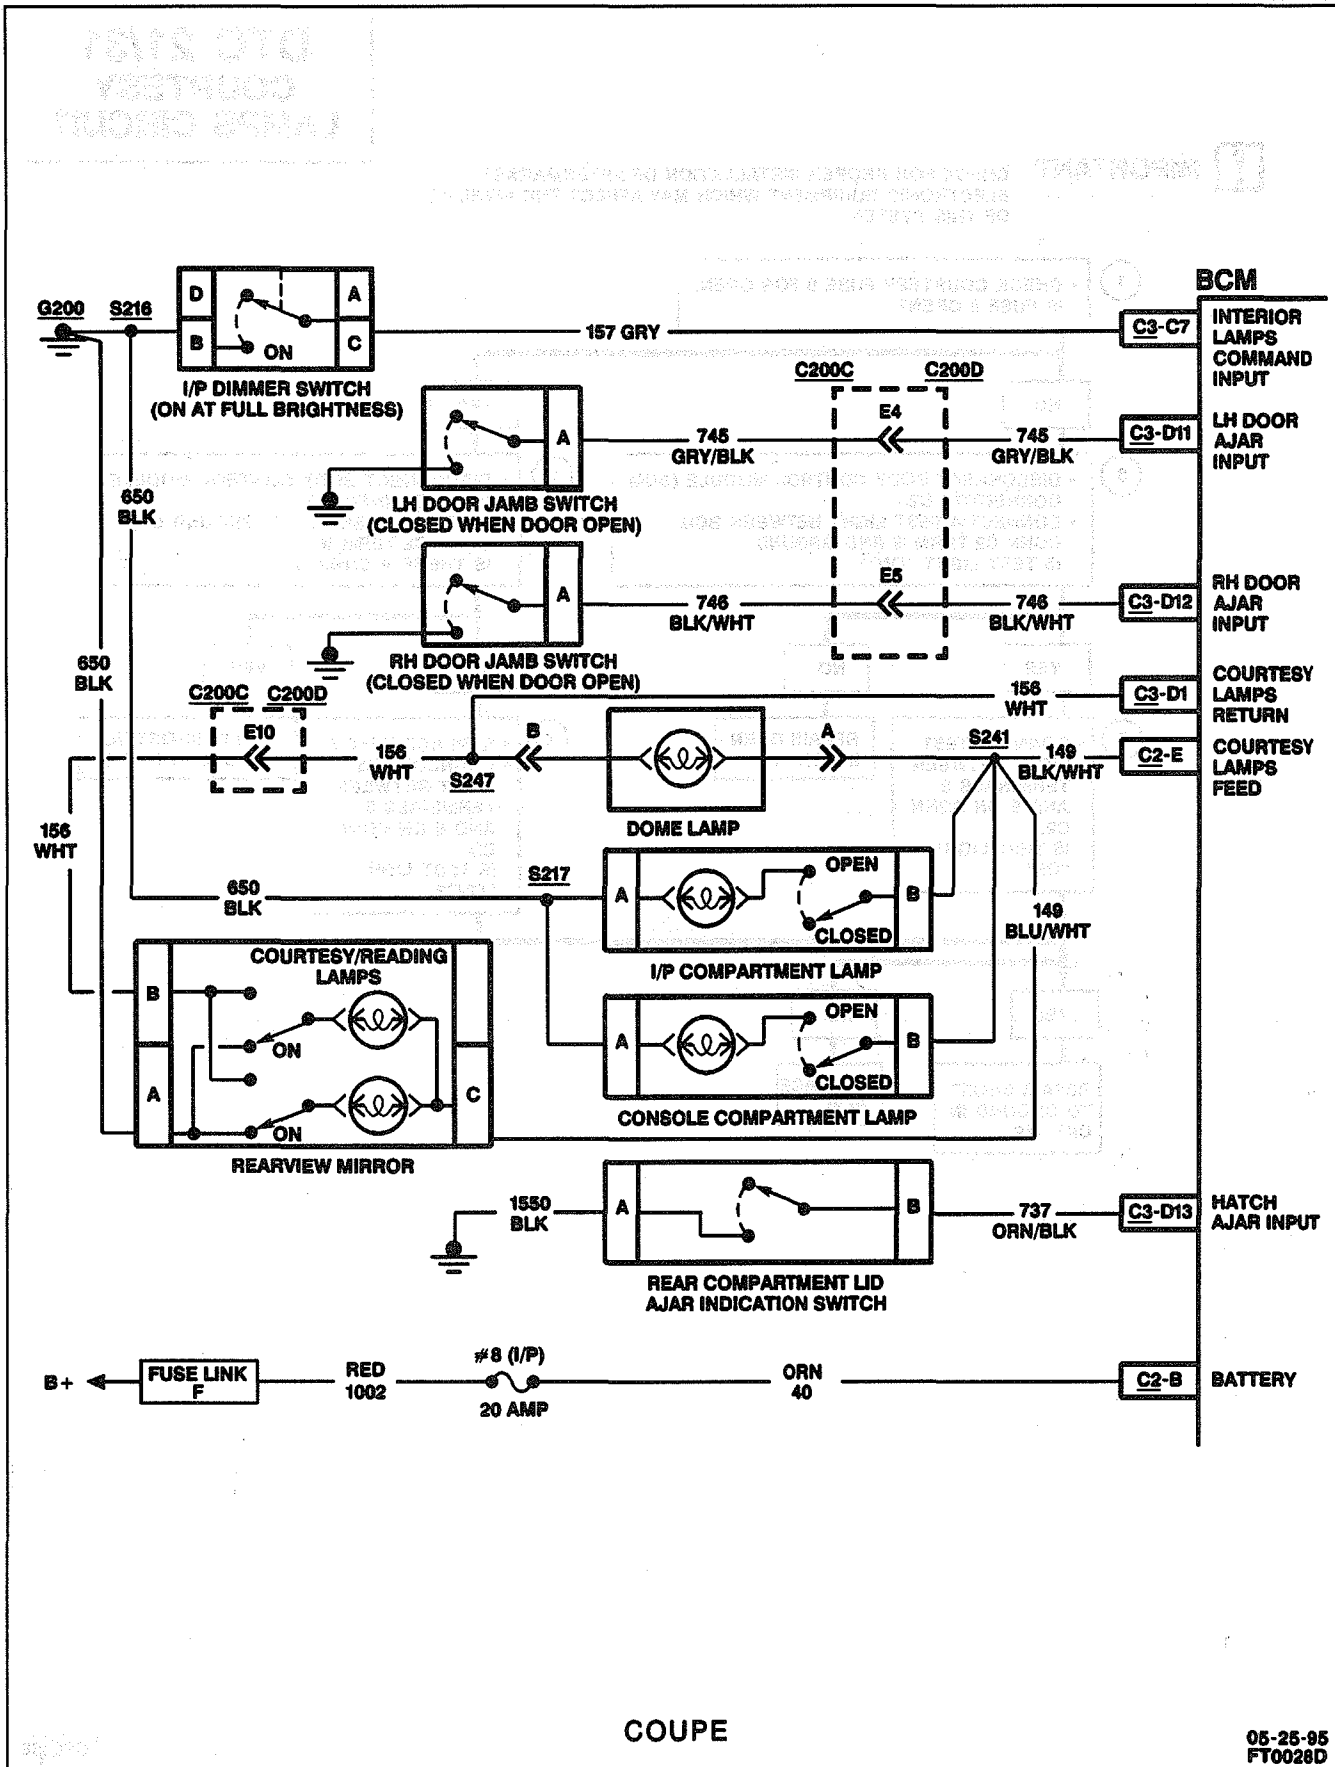 BCM
G200 S216
D A
B C
ON
157 GRY
C3-C7
INTERIOR
LAMPS
COMMAND
INPUT
I/P DIMMER SWITCH
(ON AT FULL BRIGHTNESS)
C200C C200D
E4
A
745
GRY/BLK
745
GRY/BLK
C3-D11
LH DOOR
AJAR
INPUT
650
BLK
LH DOOR JAMB SWITCH
(CLOSED WHEN DOOR OPEN)
E5
A
746
BLK/WHT
746
BLK/WHT
C3-D12
RH DOOR
AJAR
INPUT
650
BLK
RH DOOR JAMB SWITCH
(CLOSED WHEN DOOR OPEN)
C200C C200D
E10
156
WHT
C3-D1
COURTESY
LAMPS
RETURN
156
WHT
S247
B
A
S241
149
BLK/WHT
C2-E
COURTESY
LAMPS
FEED
DOME LAMP
156
WHT
650
BLK
S217
A
OPEN
CLOSED
B
149
BLU/WHT
I/P COMPARTMENT LAMP
COURTESY/READING
LAMPS
B
ON
A
ON
C
REARVIEW MIRROR
A
OPEN
CLOSED
B
CONSOLE COMPARTMENT LAMP
1550
BLK
A
B
737
ORN/BLK
C3-D13
HATCH
AJAR INPUT
REAR COMPARTMENT LID
AJAR INDICATION SWITCH
B+
FUSE LINK
F
RED
1002
#8 (I/P)
20 AMP
ORN
40
C2-B
BATTERY
COUPE
05-25-95
FT0028D